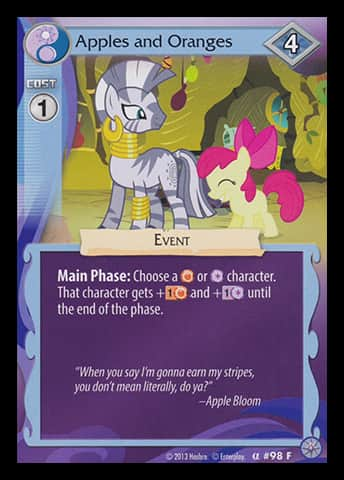 Apples and Oranges
4
COST
1
EVENT
Main Phase: Choose a or character.
That character gets +1 and +1 until
the end of the phase.
"When you say I'm gonna earn my stripes,
you don't mean literally, do ya?"
–Apple Bloom
© 2013 Hasbro. © Enterplay. α #98 F